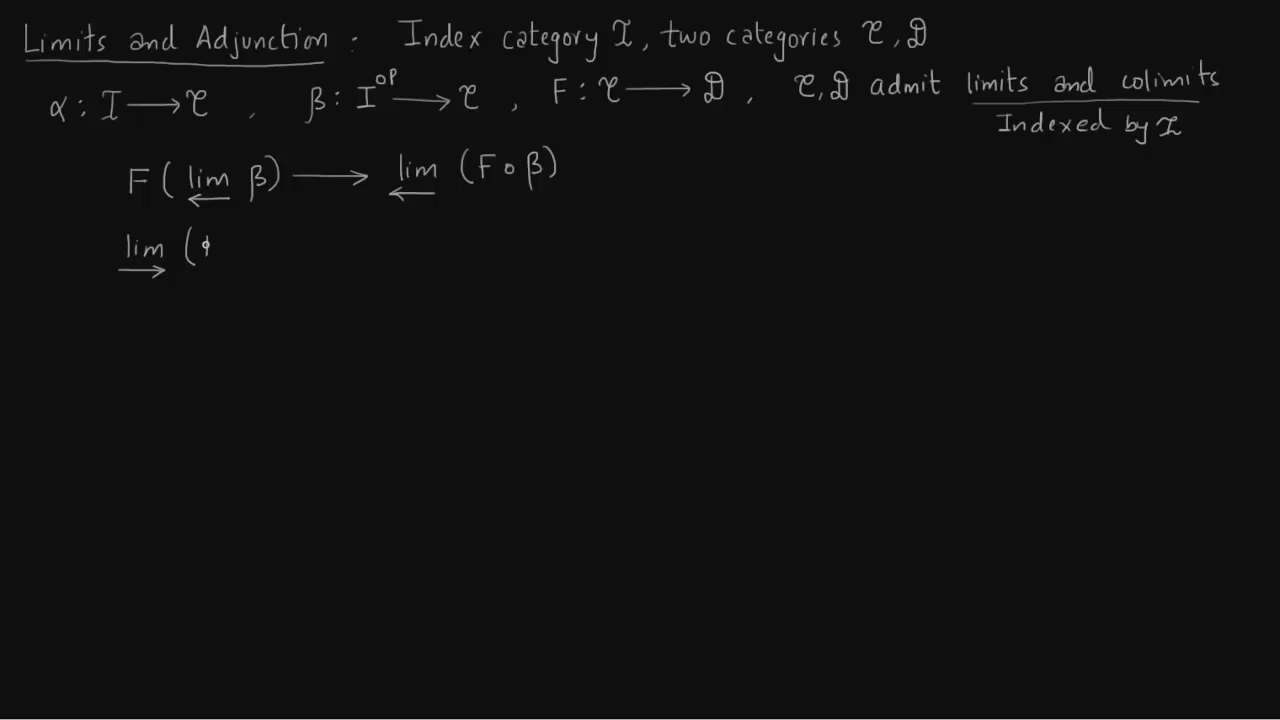 Limits and Adjunction : Index category I, two categories C, D
α : I ⟶ C , β : I^op ⟶ C , F : C ⟶ D , C, D admit limits and colimits
Indexed by I
F ( lim← β ) ⟶ lim← ( F ∘ β )
lim→ (